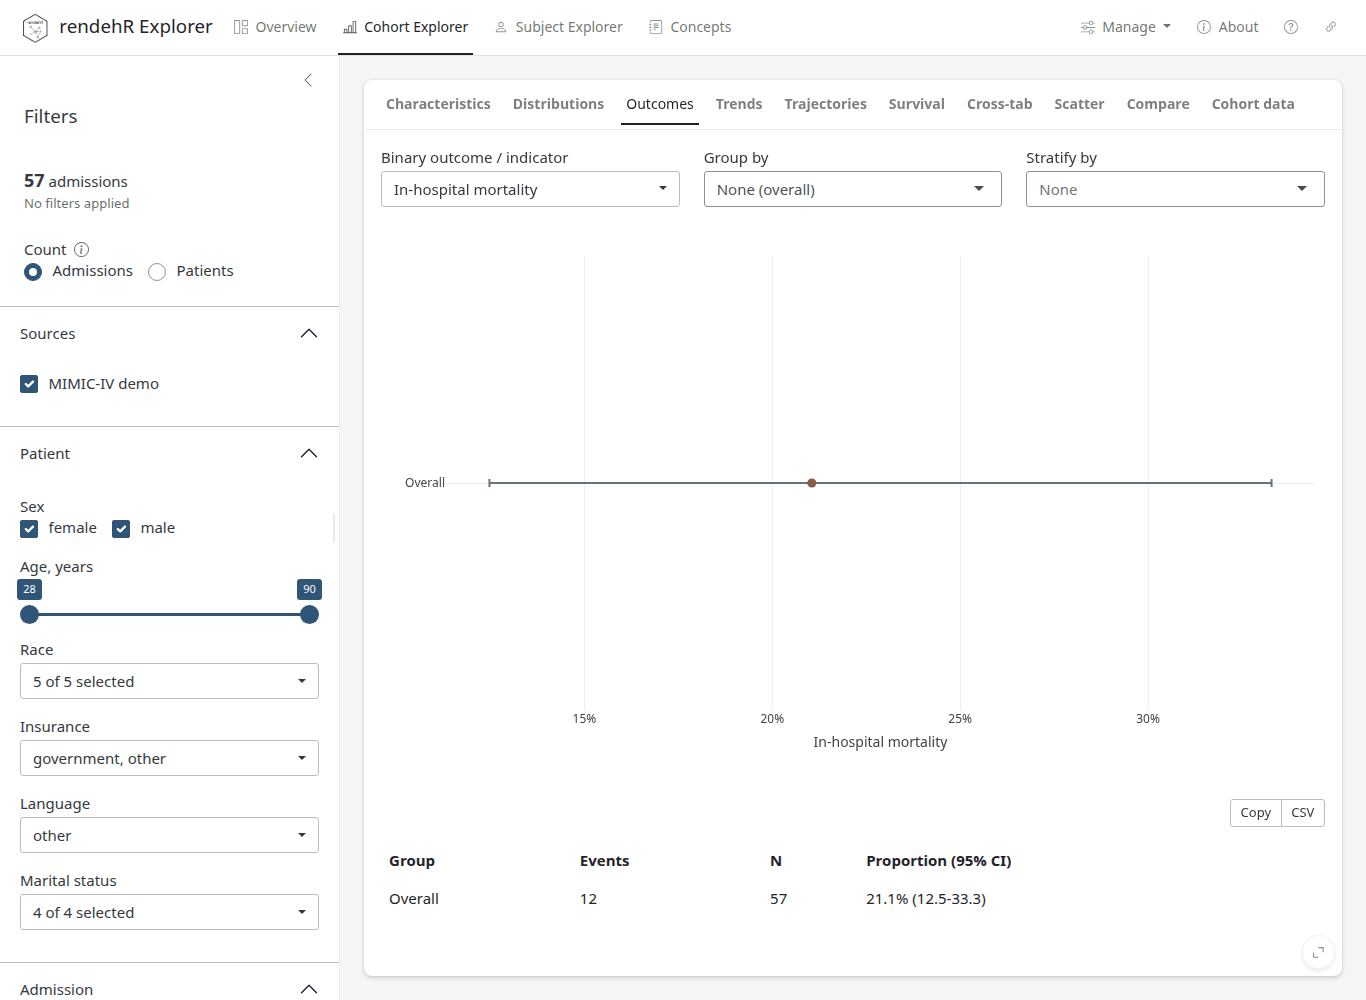 rendehR Explorer
Overview
Cohort Explorer
Subject Explorer
Concepts
Manage
About
Filters
57 admissions
No filters applied
Count
Admissions
Patients
Sources
MIMIC-IV demo
Patient
Sex
female
male
Age, years
28
90
Race
5 of 5 selected
Insurance
government, other
Language
other
Marital status
4 of 4 selected
Admission
Characteristics
Distributions
Outcomes
Trends
Trajectories
Survival
Cross-tab
Scatter
Compare
Cohort data
Binary outcome / indicator
Group by
Stratify by
In-hospital mortality
None (overall)
None
Overall
15%
20%
25%
30%
In-hospital mortality
Copy
CSV
Group Events N Proportion (95% CI)
Overall 12 57 21.1% (12.5-33.3)